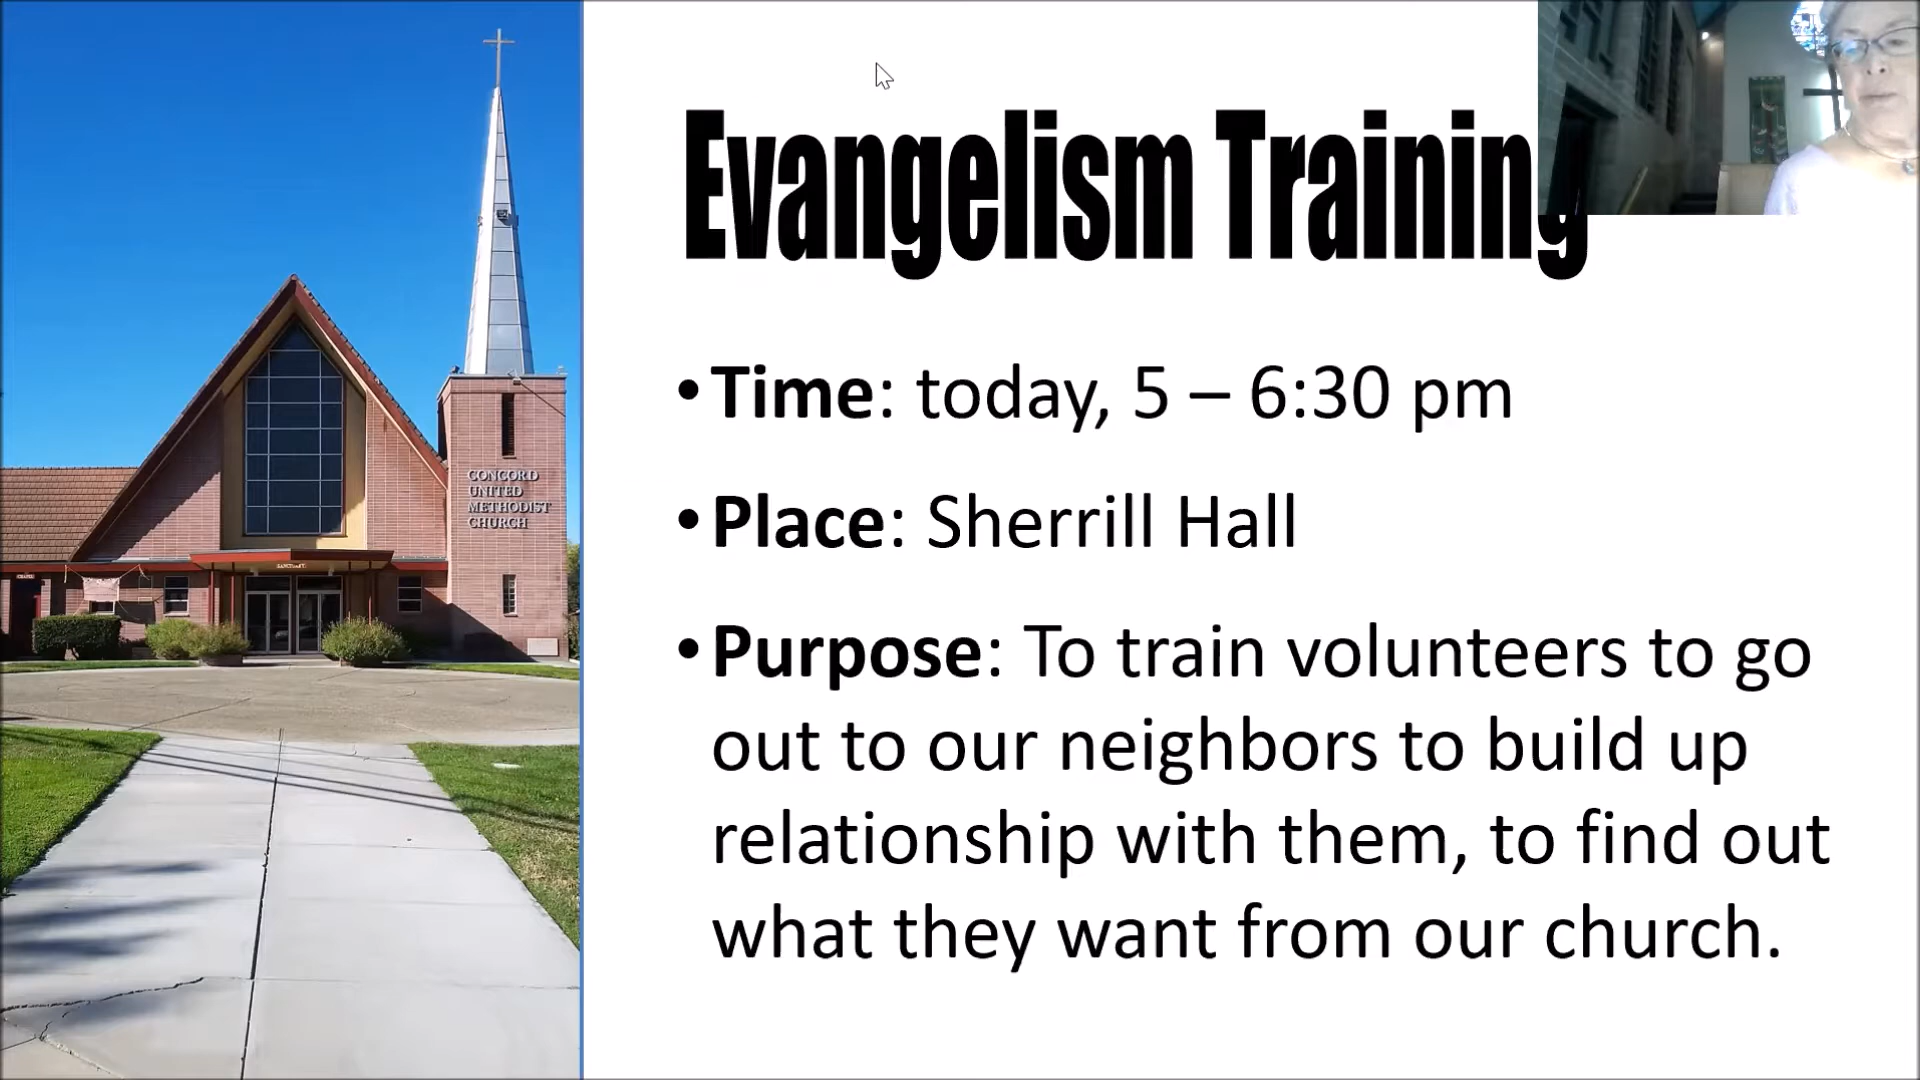 Evangelism Training
•Time: today, 5 – 6:30 pm
•Place: Sherrill Hall
•Purpose: To train volunteers to go
out to our neighbors to build up
relationship with them, to find out
what they want from our church.
CONCORD
UNITED
METHODIST
CHURCH
SANCTUARY
CHAPEL